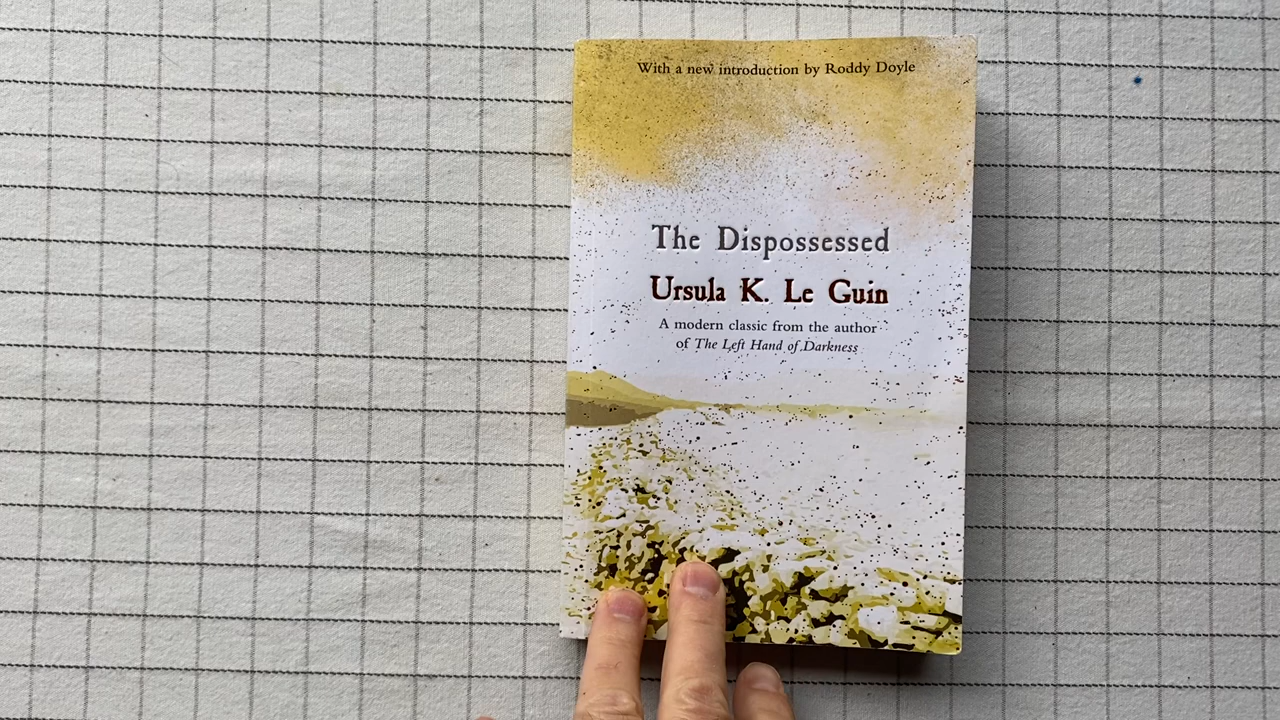 With a new introduction by Roddy Doyle
The Dispossessed
Ursula K. Le Guin
A modern classic from the author
of The Left Hand of Darkness